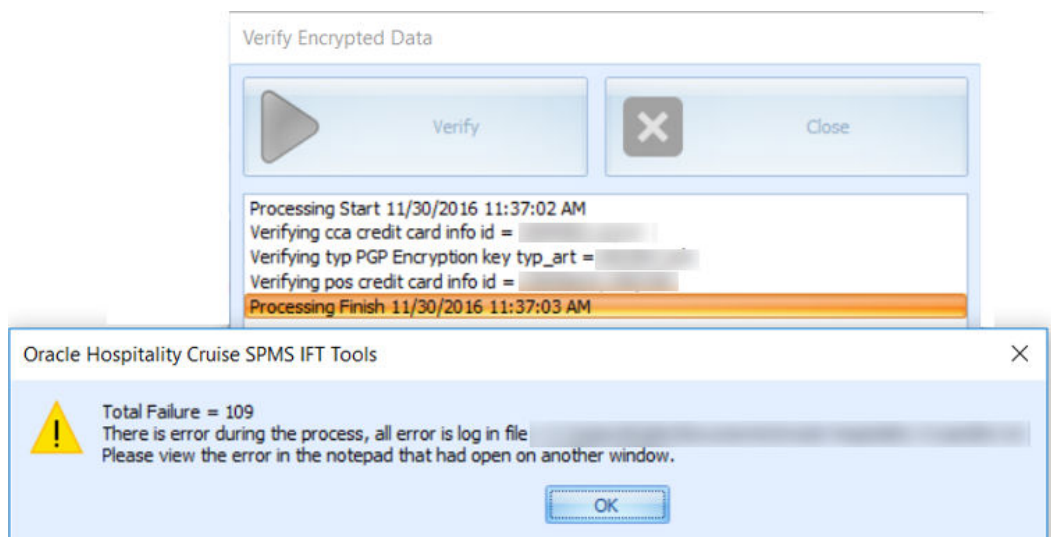 Verify Encrypted Data
Verify
Close
Processing Start 11/30/2016 11:37:02 AM
Verifying cca credit card info id =
Verifying typ PGP Encryption key typ_art =
Verifying pos credit card info id =
Processing Finish 11/30/2016 11:37:03 AM
Oracle Hospitality Cruise SPMS IFT Tools
Total Failure = 109
There is error during the process, all error is log in file
Please view the error in the notepad that had open on another window.
OK